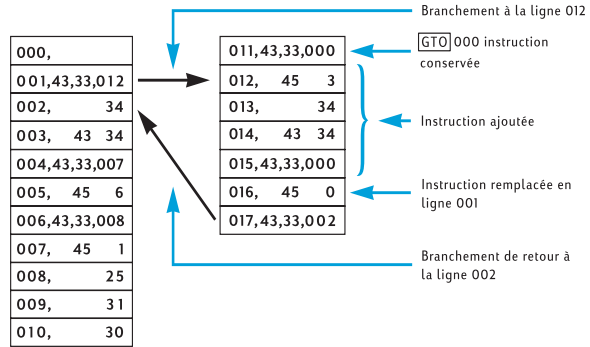 000,
001,43,33,012
002, 34
003, 43 34
004,43,33,007
005, 45 6
006,43,33,008
007, 45 1
008, 25
009, 31
010, 30
011,43,33,000
012, 45 3
013, 34
014, 43 34
015,43,33,000
016, 45 0
017,43,33,002
Branchement à la ligne 012
GTO 000 instruction
conservée
Instruction ajoutée
Instruction remplacée en
ligne 001
Branchement de retour à
la ligne 002